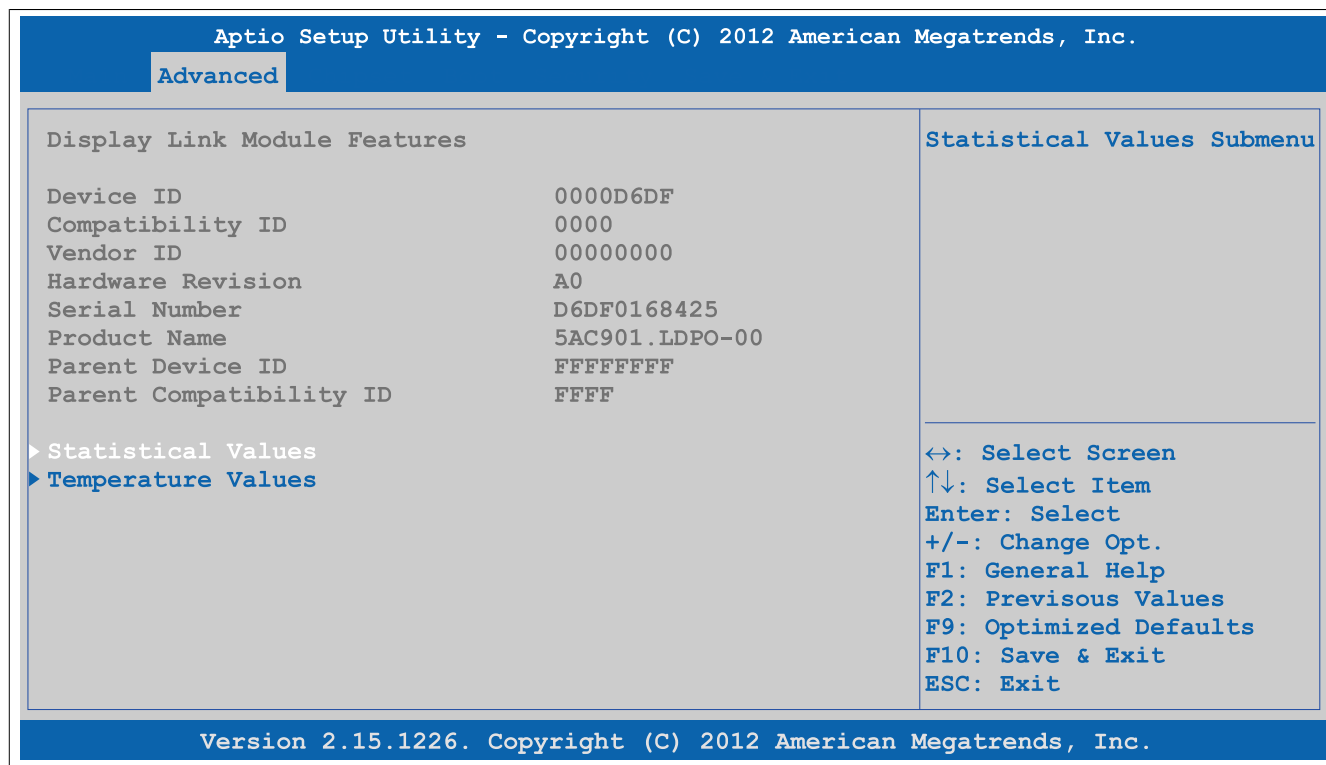 Aptio Setup Utility - Copyright (C) 2012 American Megatrends, Inc.
Advanced
Display Link Module Features
Device ID 0000D6DF
Compatibility ID 0000
Vendor ID 00000000
Hardware Revision A0
Serial Number D6DF0168425
Product Name 5AC901.LDPO-00
Parent Device ID FFFFFFFF
Parent Compatibility ID FFFF
Statistical Values
Temperature Values
Statistical Values Submenu
↔: Select Screen
↑↓: Select Item
Enter: Select
+/-: Change Opt.
F1: General Help
F2: Previsous Values
F9: Optimized Defaults
F10: Save & Exit
ESC: Exit
Version 2.15.1226. Copyright (C) 2012 American Megatrends, Inc.